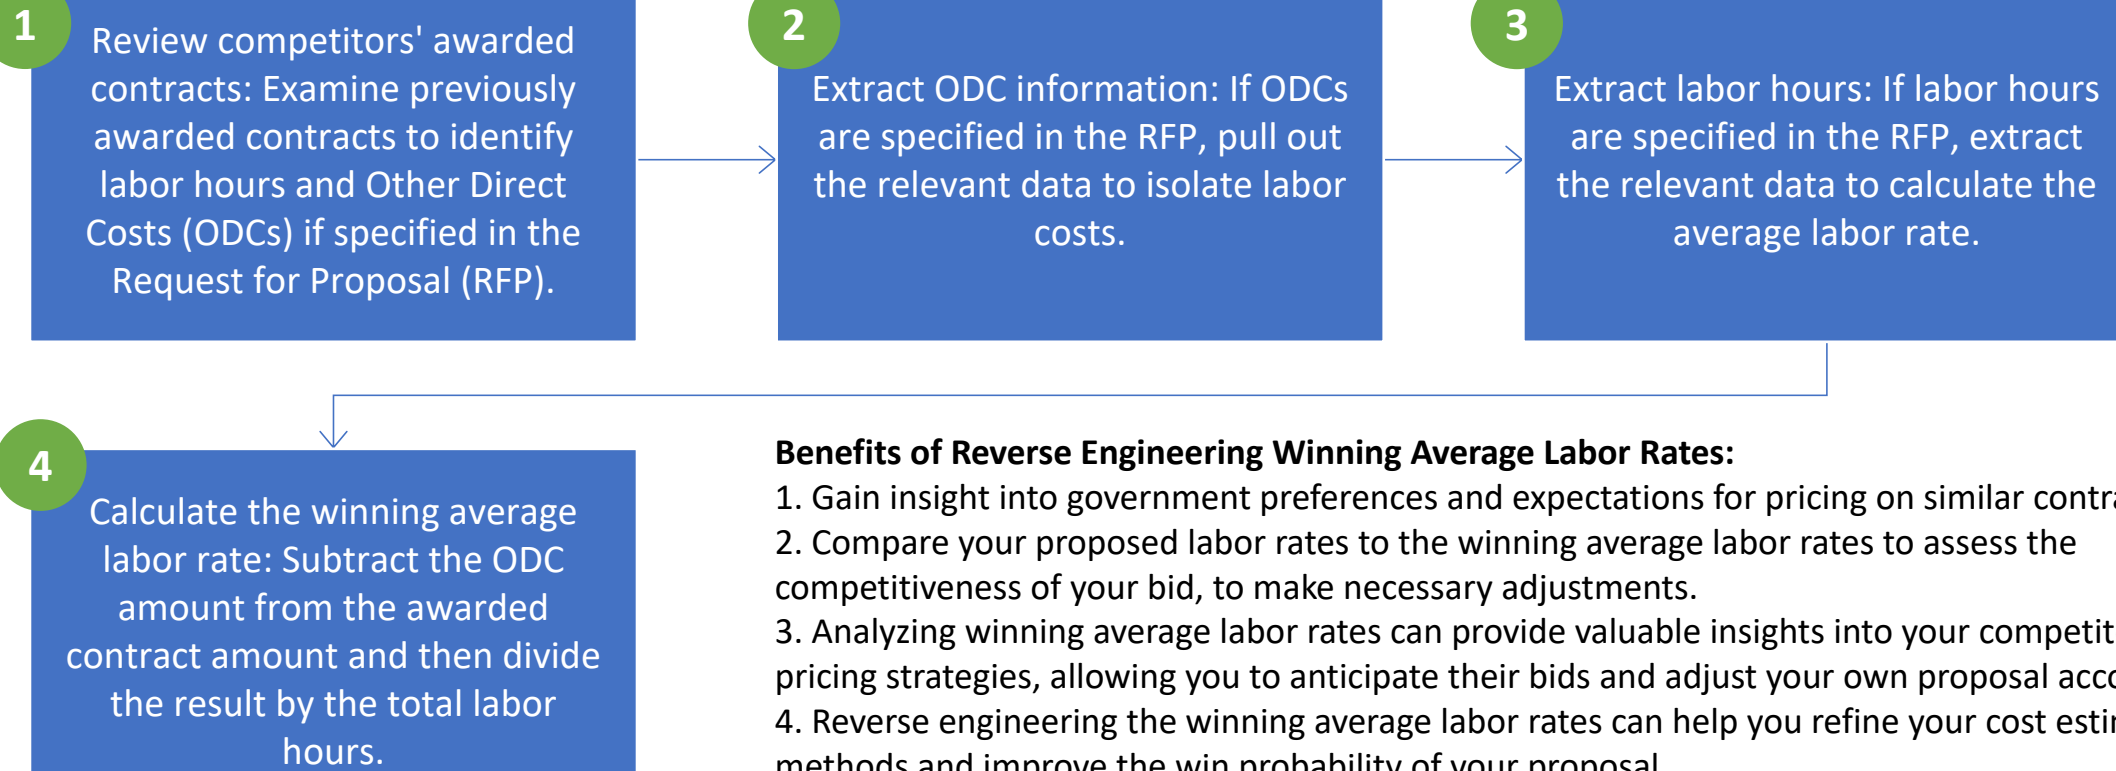 1
Review competitors' awarded
contracts: Examine previously
awarded contracts to identify
labor hours and Other Direct
Costs (ODCs) if specified in the
Request for Proposal (RFP).
2
Extract ODC information: If ODCs
are specified in the RFP, pull out
the relevant data to isolate labor
costs.
3
Extract labor hours: If labor hours
are specified in the RFP, extract
the relevant data to calculate the
average labor rate.
4
Calculate the winning average
labor rate: Subtract the ODC
amount from the awarded
contract amount and then divide
the result by the total labor
hours.
Benefits of Reverse Engineering Winning Average Labor Rates:
1. Gain insight into government preferences and expectations for pricing on similar
2. Compare your proposed labor rates to the winning average labor rates to assess the
competitiveness of your bid, to make necessary adjustments.
3. Analyzing winning average labor rates can provide valuable insights into your
pricing strategies, allowing you to anticipate their bids and adjust your own proposal
4. Reverse engineering the winning average labor rates can help you refine your cost
methods and improve the win probability of your proposal